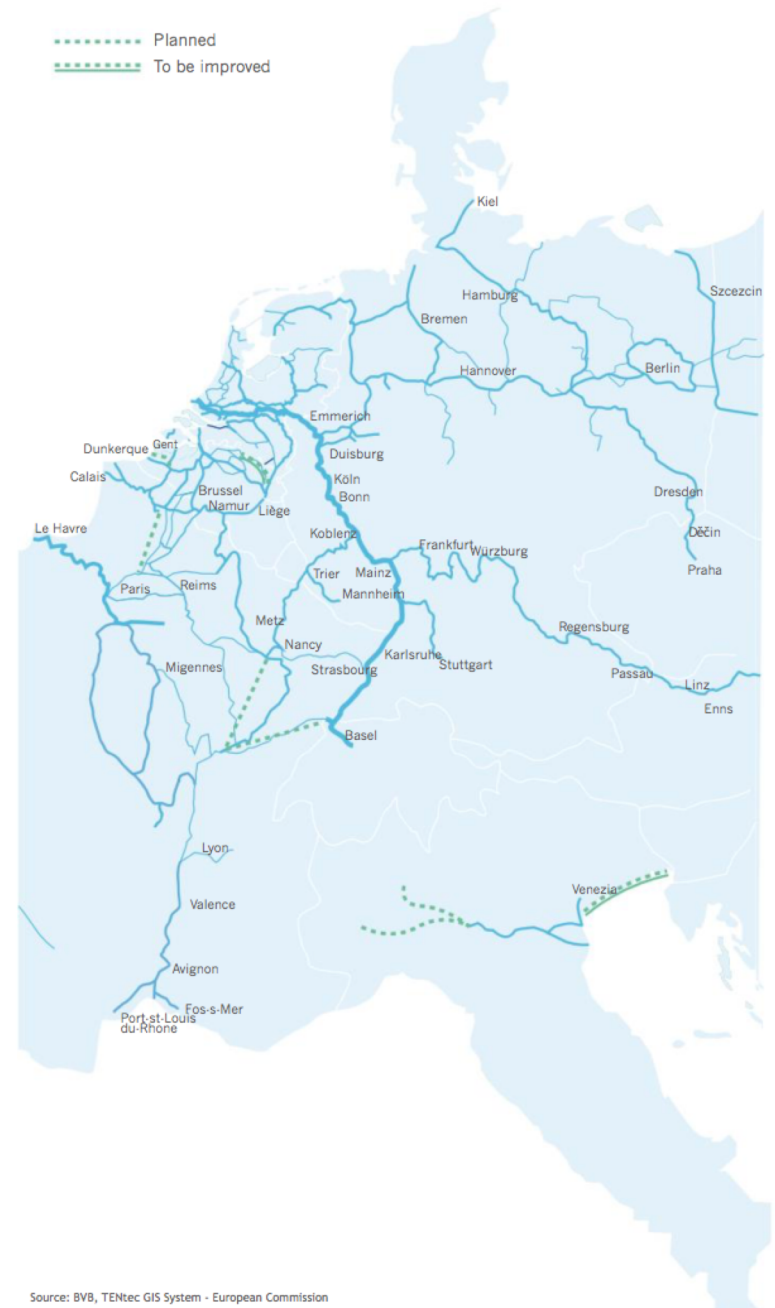 Planned
To be improved
Kiel
Szcezcin
Hamburg
Bremen
Berlin
Hannover
Emmerich
Gent
Dunkerque
Duisburg
Calais
Köln
Brussel
Bonn
Dresden
Namur
Liège
Le Havre
Koblenz
Děčin
Frankfurt
Würzburg
Praha
Trier
Mainz
Paris
Reims
Mannheim
Metz
Regensburg
Nancy
Karlsruhe
Migennes
Strasbourg
Stuttgart
Passau
Linz
Enns
Basel
Lyon
Venezia
Valence
Avignon
Fos-s-Mer
Port-st-Louis
du-Rhone
Source: BVB, TENtec GIS System - European Commission